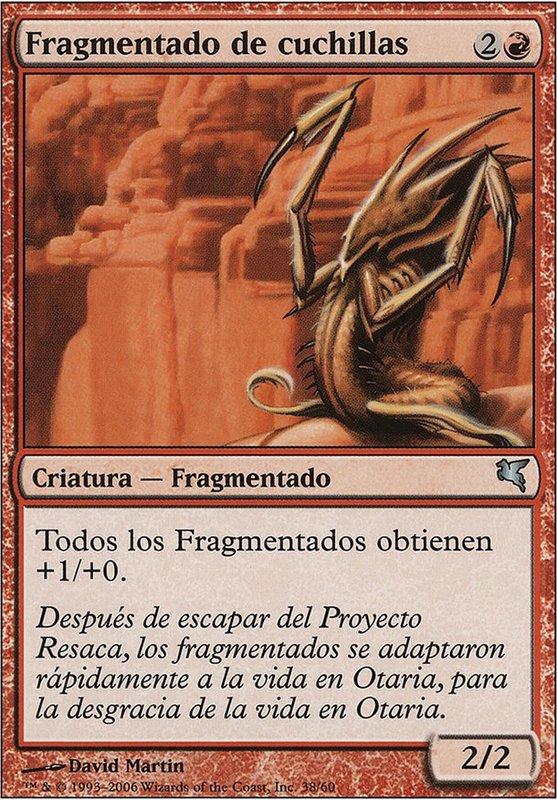 Fragmentado de cuchillas 2
Criatura — Fragmentado
Todos los Fragmentados obtienen
+1/+0.
Después de escapar del Proyecto
Resaca, los fragmentados se adaptaron
rápidamente a la vida en Otaria, para
la desgracia de la vida en Otaria.
2/2
David Martin
™ & © 1993–2006 Wizards of the Coast, Inc. 38/60